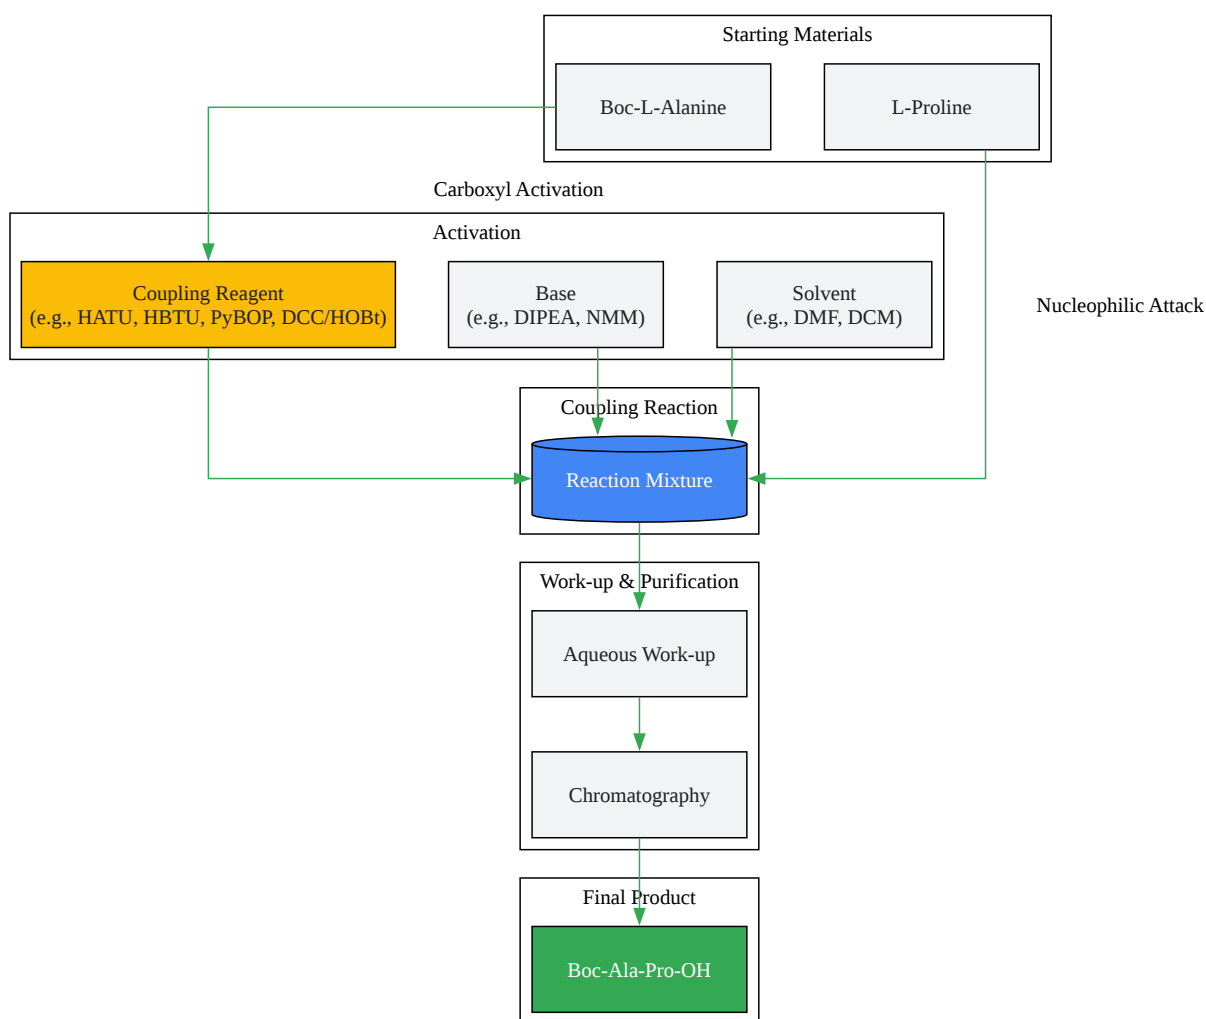 Starting Materials
Boc-L-Alanine
L-Proline
Carboxyl Activation
Activation
Coupling Reagent
(e.g., HATU, HBTU, PyBOP, DCC/HOBt)
Base
(e.g., DIPEA, NMM)
Solvent
(e.g., DMF, DCM)
Nucleophilic Attack
Coupling Reaction
Reaction Mixture
Work-up & Purification
Aqueous Work-up
Chromatography
Final Product
Boc-Ala-Pro-OH